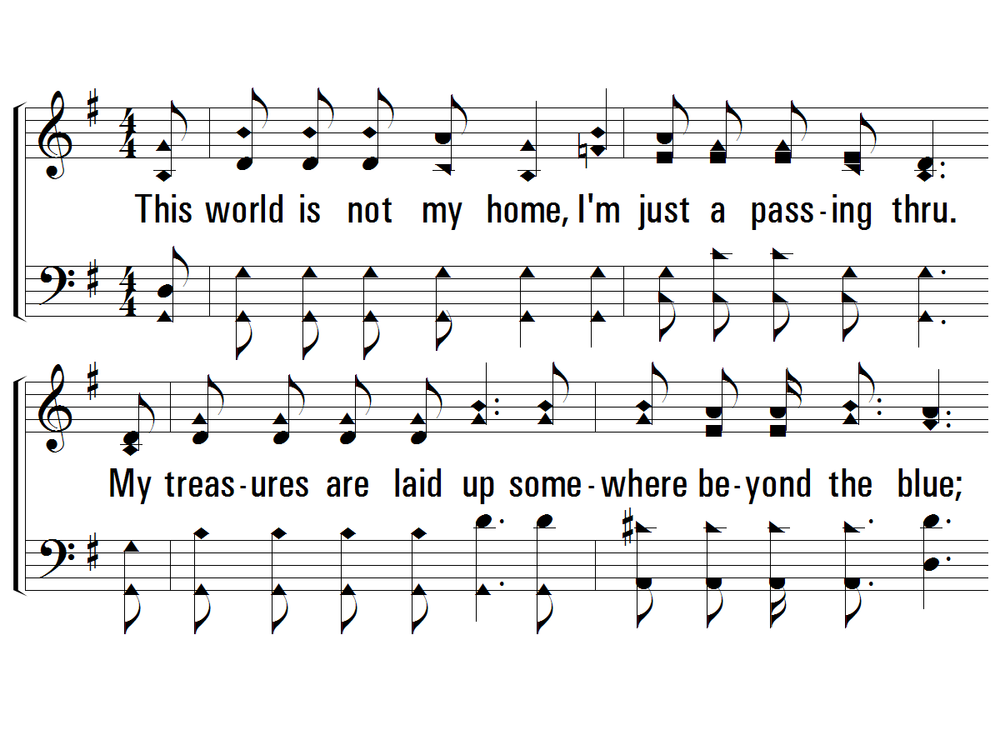 This world is not my home, I'm just a pass-ing thru.
My treas-ures are laid up some-where be-yond the blue;